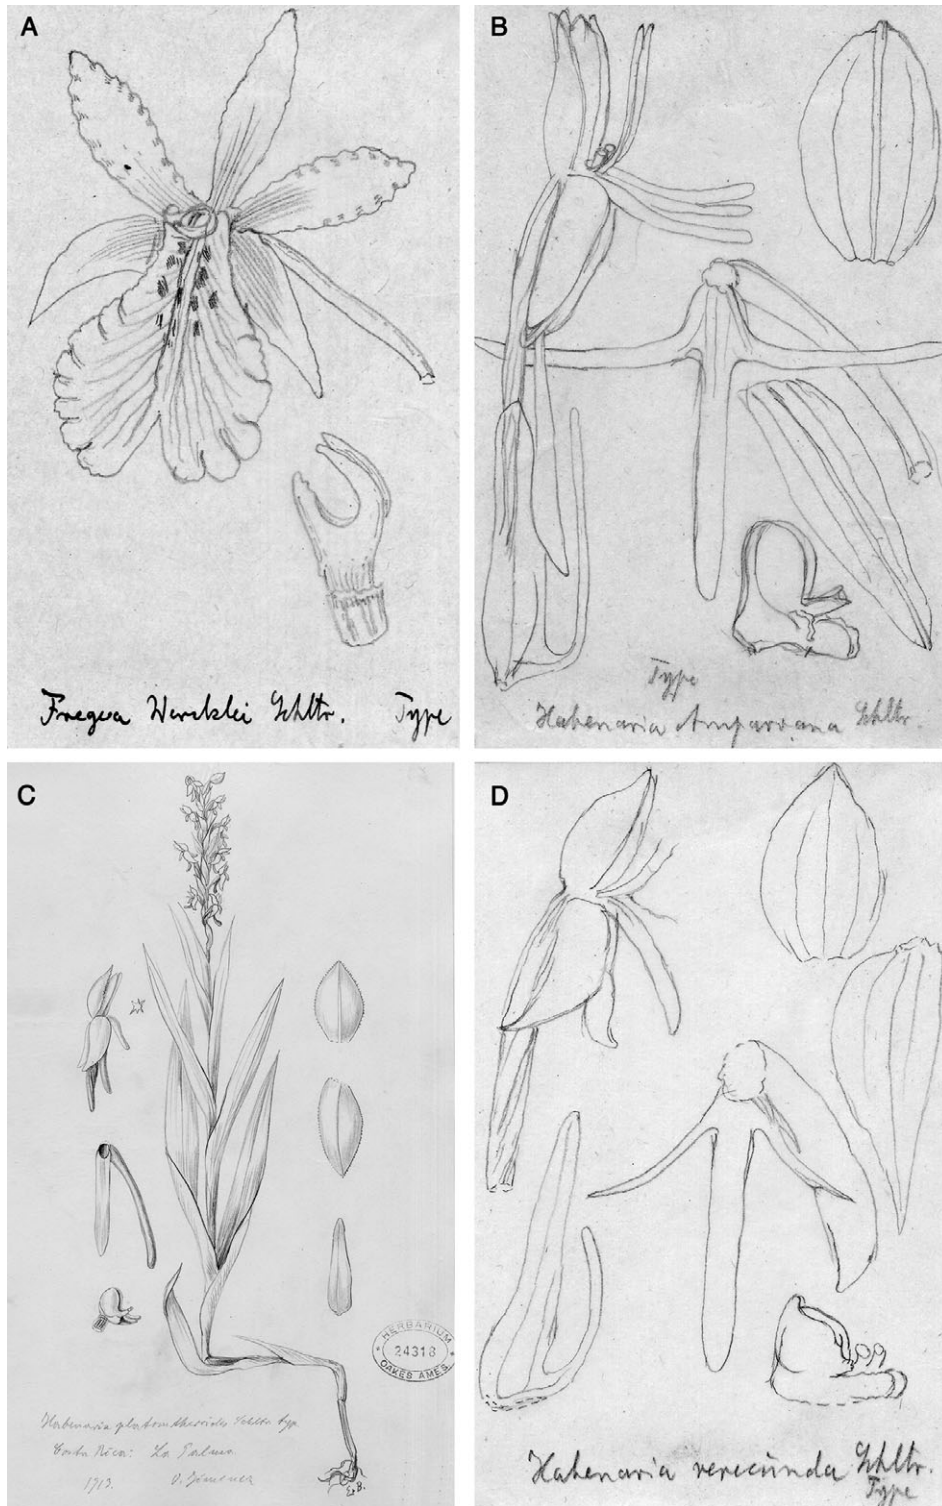 A
Fregea Wercklei Schltr. Type
B
Type
Habenaria Amparoana Schltr.
C
HERBARIUM
24318
OAKES AMES
Habenaria platantheroides Schltr. typ
Costa Rica: La Palma
1913. O. Jimenez
E.B.
D
Habenaria verecunda Schltr.
Type